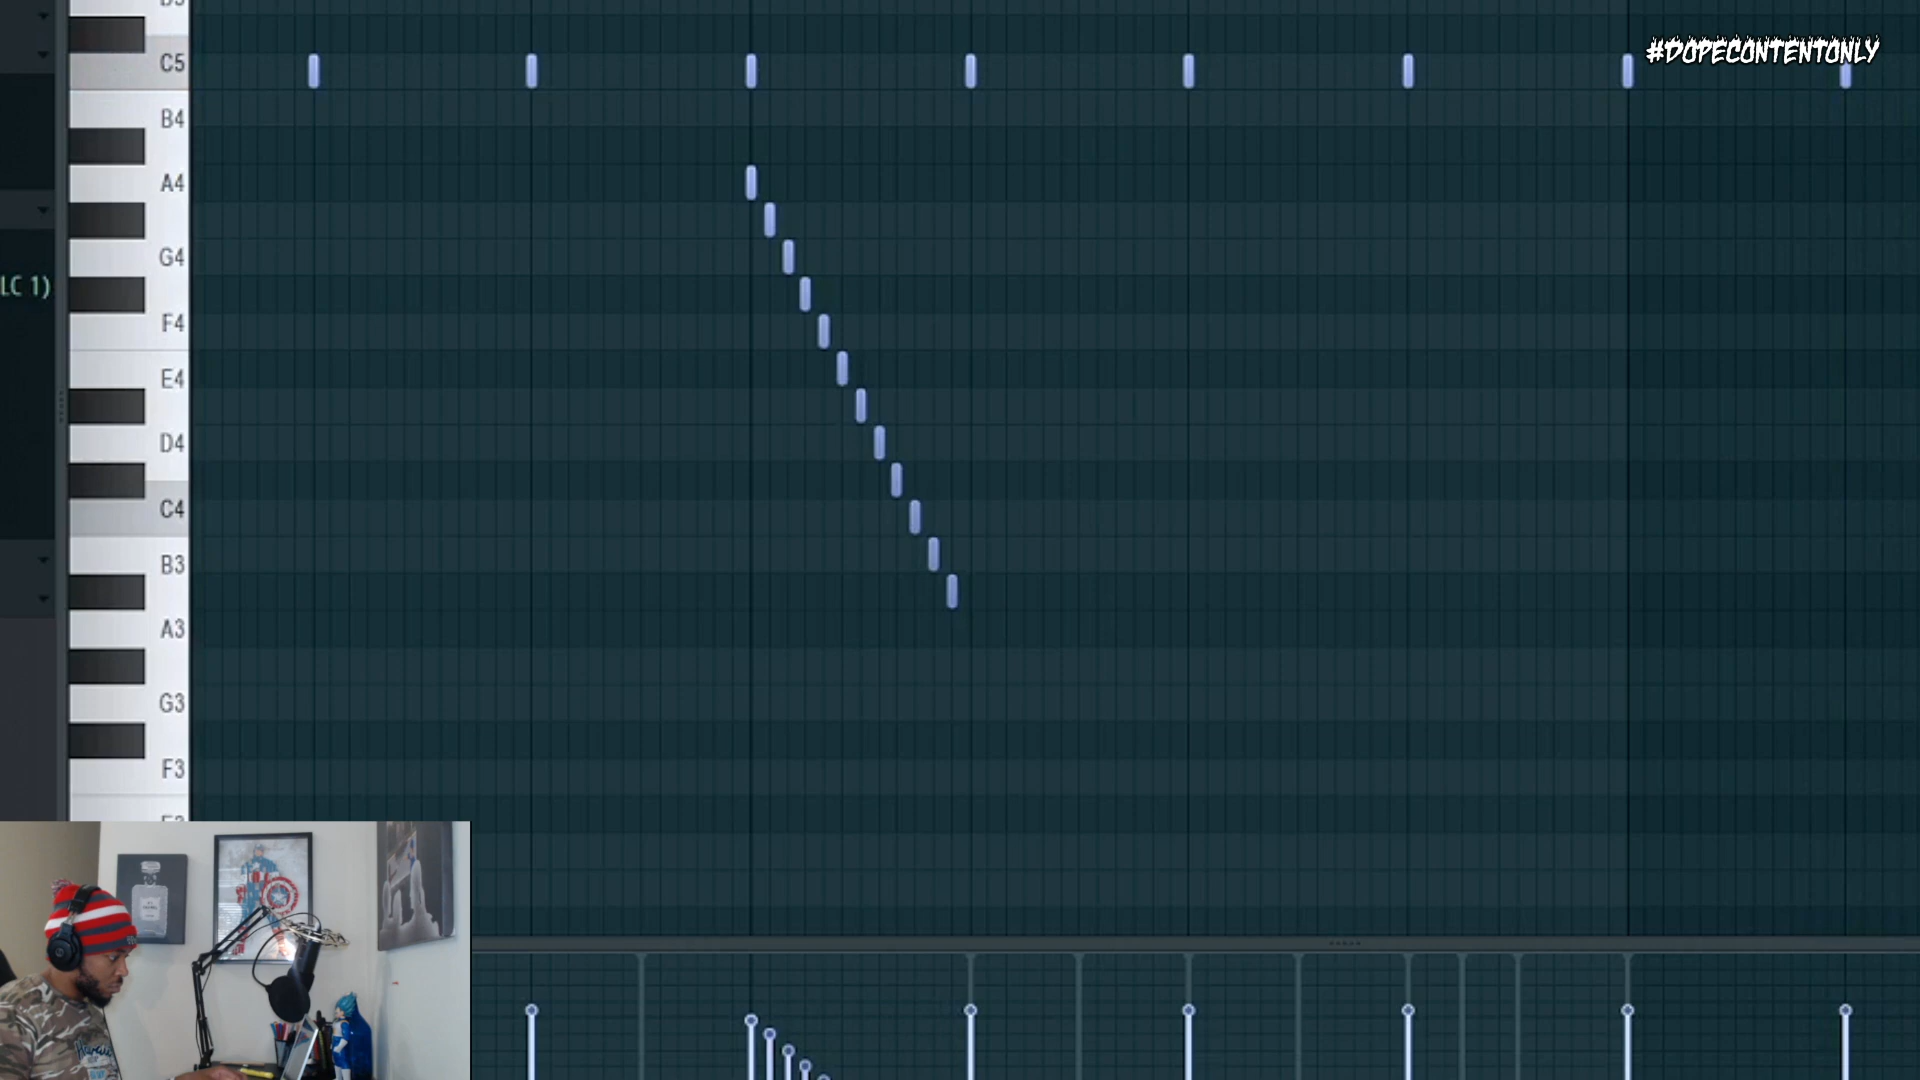 #DOPECONTENTONLY
C5
B4
A4
G4
LC 1)
F4
E4
D4
C4
B3
A3
G3
F3